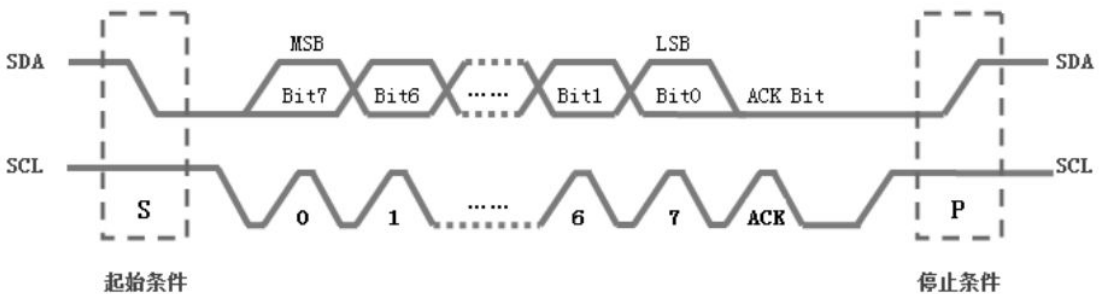 MSB LSB
SDA SDA
Bit7 Bit6 …… Bit1 Bit0 ACK Bit
SCL SCL
S 0 1 …… 6 7 ACK P
起始条件 停止条件